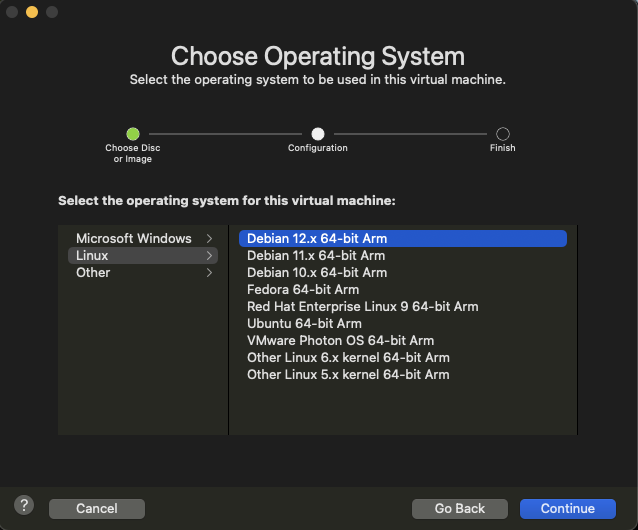 Choose Operating System
Select the operating system to be used in this virtual machine.
Choose Disc
or Image
Configuration
Finish
Select the operating system for this virtual machine:
Microsoft Windows
Linux
Other
Debian 12.x 64-bit Arm
Debian 11.x 64-bit Arm
Debian 10.x 64-bit Arm
Fedora 64-bit Arm
Red Hat Enterprise Linux 9 64-bit Arm
Ubuntu 64-bit Arm
VMware Photon OS 64-bit Arm
Other Linux 6.x kernel 64-bit Arm
Other Linux 5.x kernel 64-bit Arm
? Cancel Go Back Continue